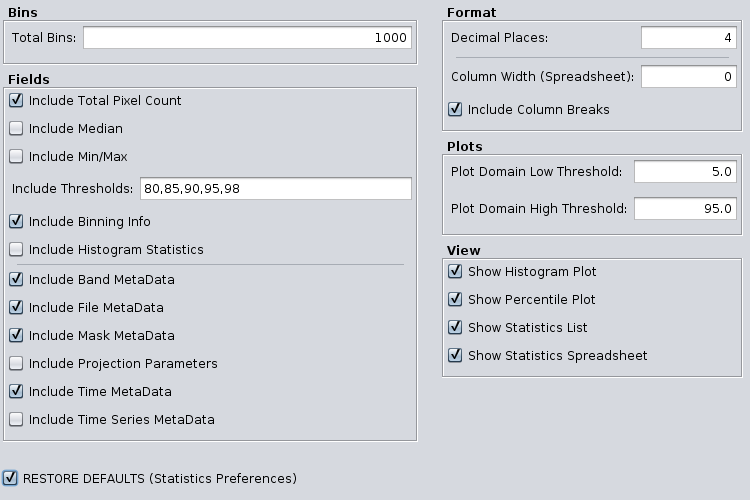 Bins
Total Bins: 1000
Fields
Include Total Pixel Count
Include Median
Include Min/Max
Include Thresholds: 80,85,90,95,98
Include Binning Info
Include Histogram Statistics
Include Band MetaData
Include File MetaData
Include Mask MetaData
Include Projection Parameters
Include Time MetaData
Include Time Series MetaData
RESTORE DEFAULTS (Statistics Preferences)
Format
Decimal Places: 4
Column Width (Spreadsheet): 0
Include Column Breaks
Plots
Plot Domain Low Threshold: 5.0
Plot Domain High Threshold: 95.0
View
Show Histogram Plot
Show Percentile Plot
Show Statistics List
Show Statistics Spreadsheet